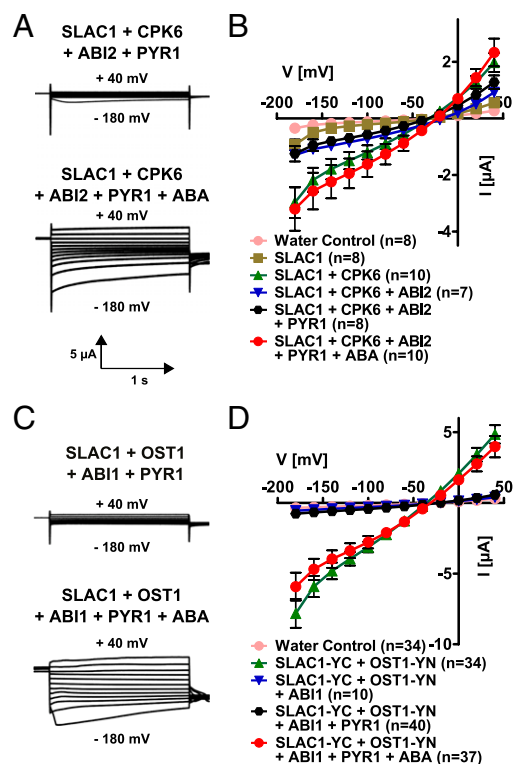 A
SLAC1 + CPK6
+ ABI2 + PYR1
+ 40 mV
- 180 mV
SLAC1 + CPK6
+ ABI2 + PYR1 + ABA
+ 40 mV
- 180 mV
5 µA
1 s
B
V [mV]
-200 -150 -100 -50 50
2
-2
-4
I [µA]
Water Control (n=8)
SLAC1 (n=8)
SLAC1 + CPK6 (n=10)
SLAC1 + CPK6 + ABI2 (n=7)
SLAC1 + CPK6 + ABI2
+ PYR1 (n=8)
SLAC1 + CPK6 + ABI2
+ PYR1 + ABA (n=10)
C
SLAC1 + OST1
+ ABI1 + PYR1
+ 40 mV
- 180 mV
SLAC1 + OST1
+ ABI1 + PYR1 + ABA
+ 40 mV
- 180 mV
D
V [mV]
-200 -150 -100 -50 50
5
-5
-10
I [µA]
Water Control (n=34)
SLAC1-YC + OST1-YN (n=34)
SLAC1-YC + OST1-YN
+ ABI1 (n=10)
SLAC1-YC + OST1-YN
+ ABI1 + PYR1 (n=40)
SLAC1-YC + OST1-YN
+ ABI1 + PYR1 + ABA (n=37)